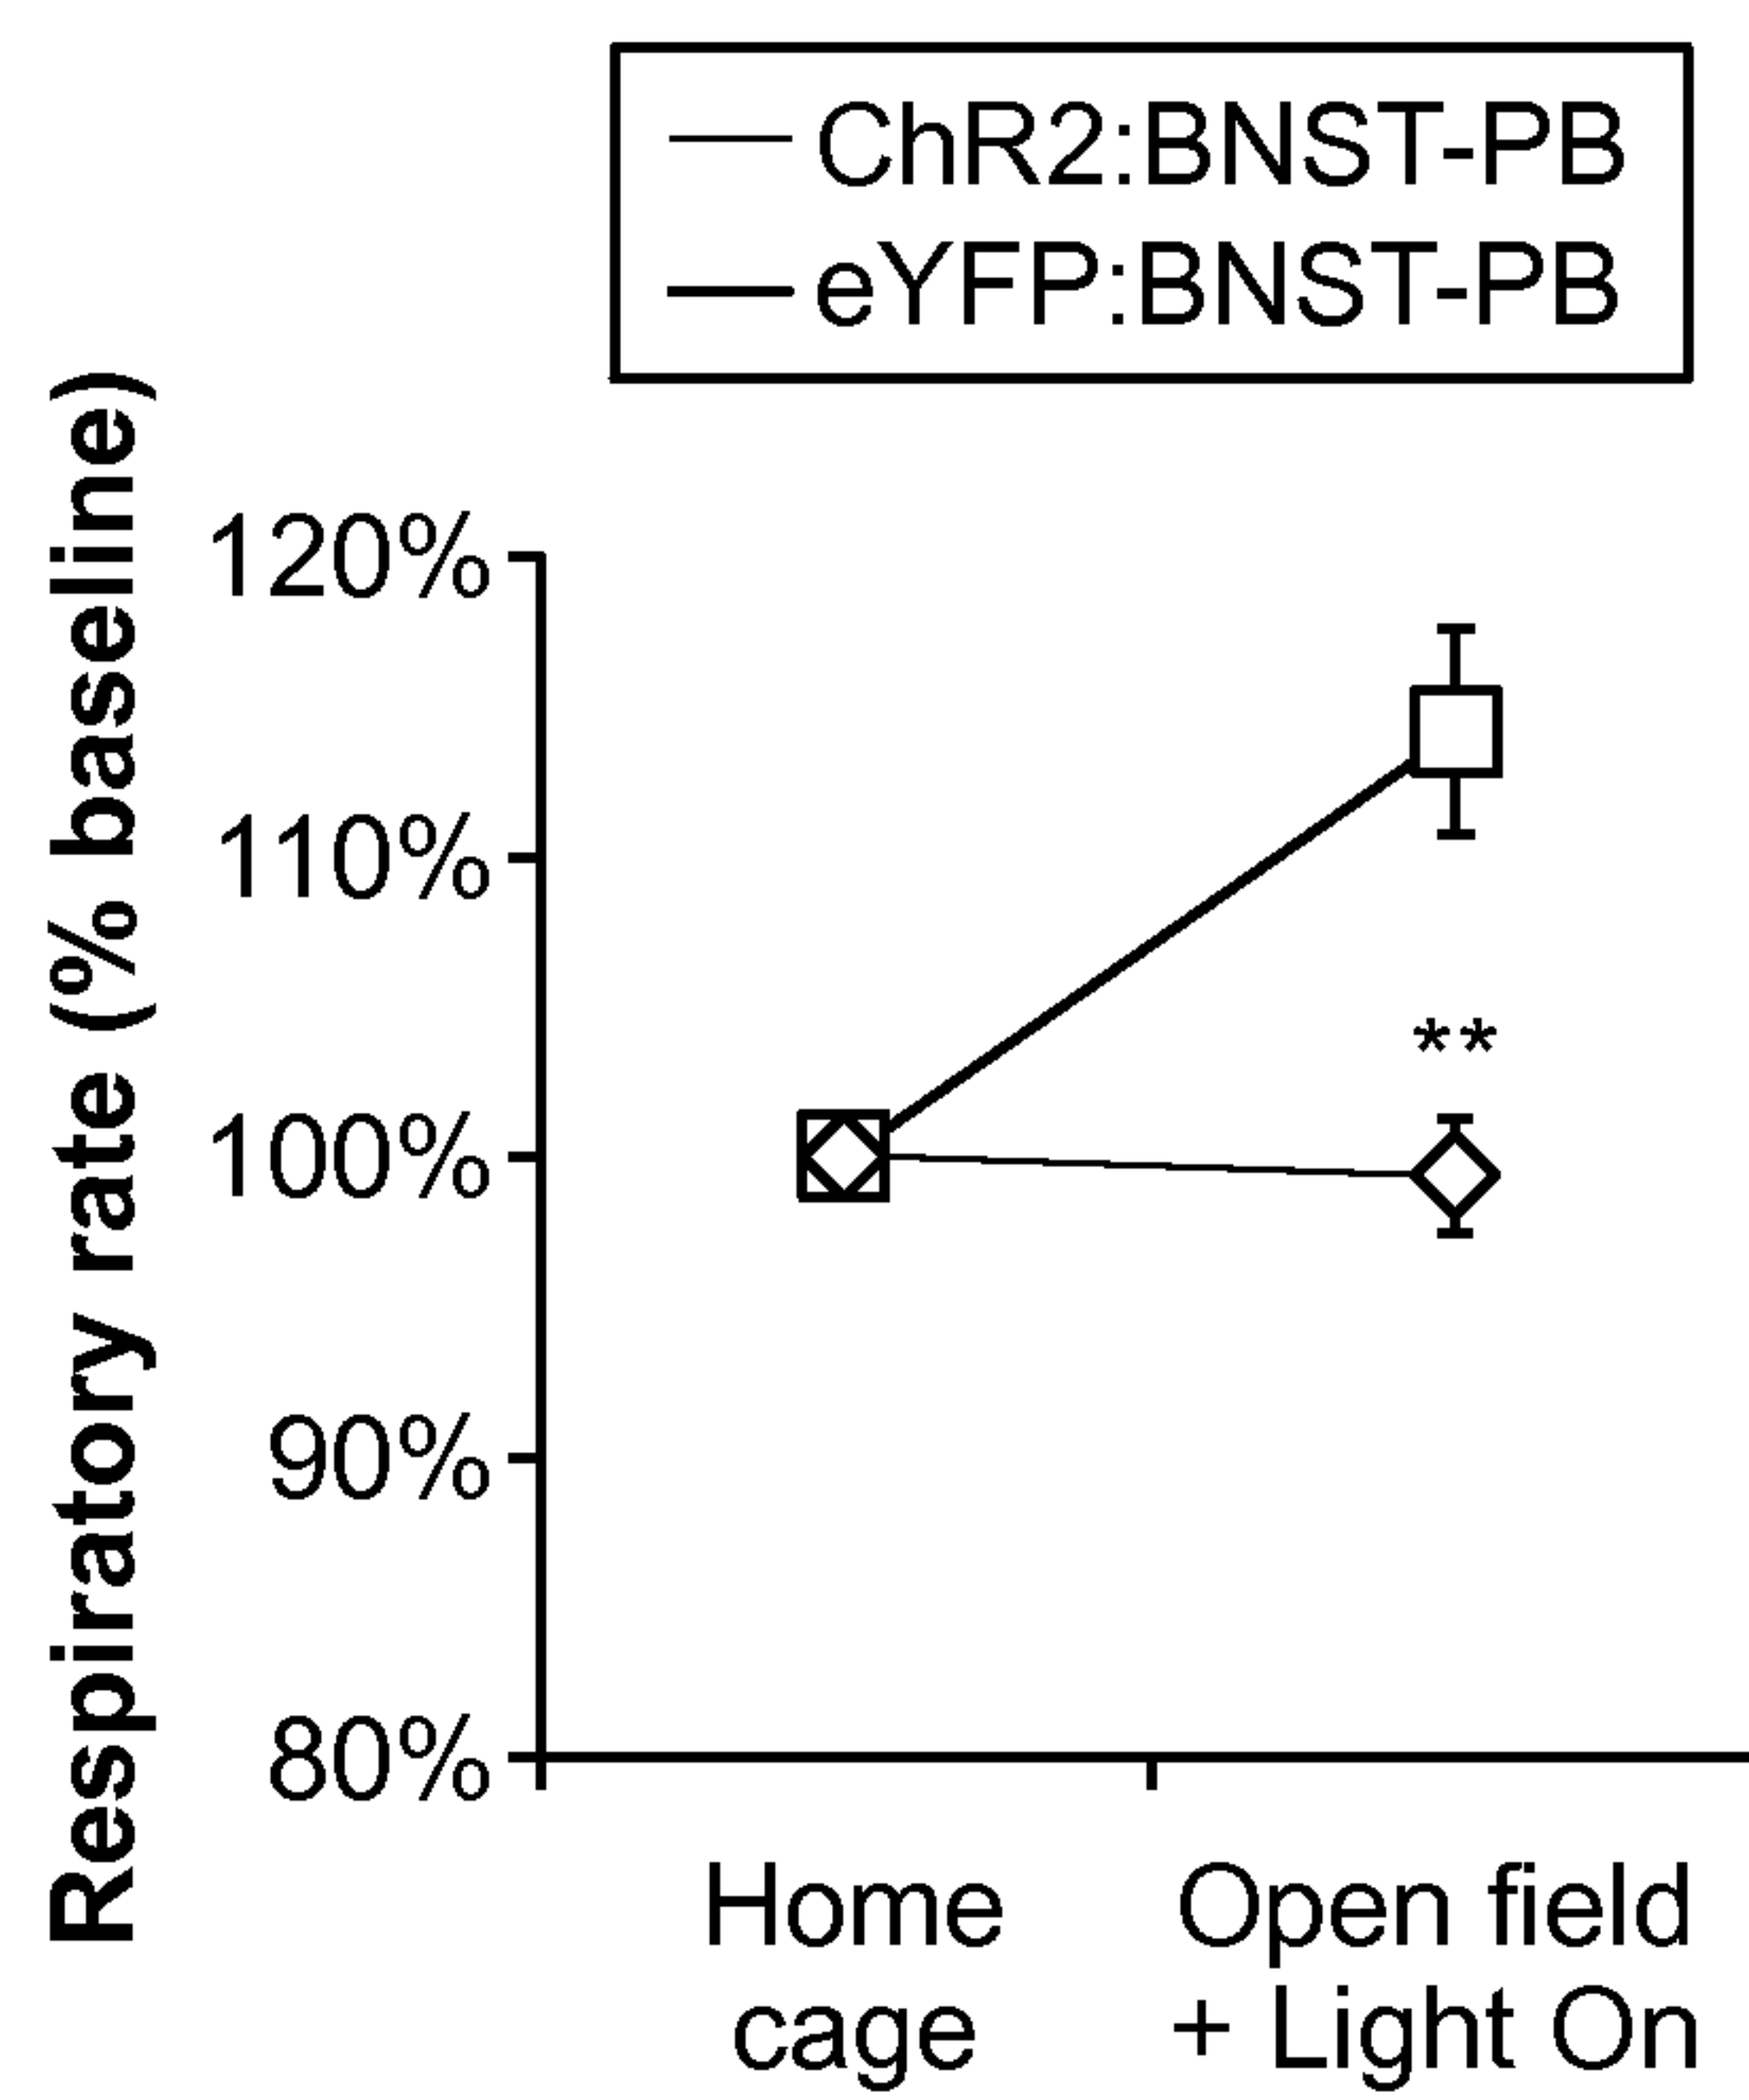 ChR2:BNST-PB
eYFP:BNST-PB
Respiratory rate (% baseline)
120%
110%
100%
90%
80%
**
Home
cage
Open field
+ Light On